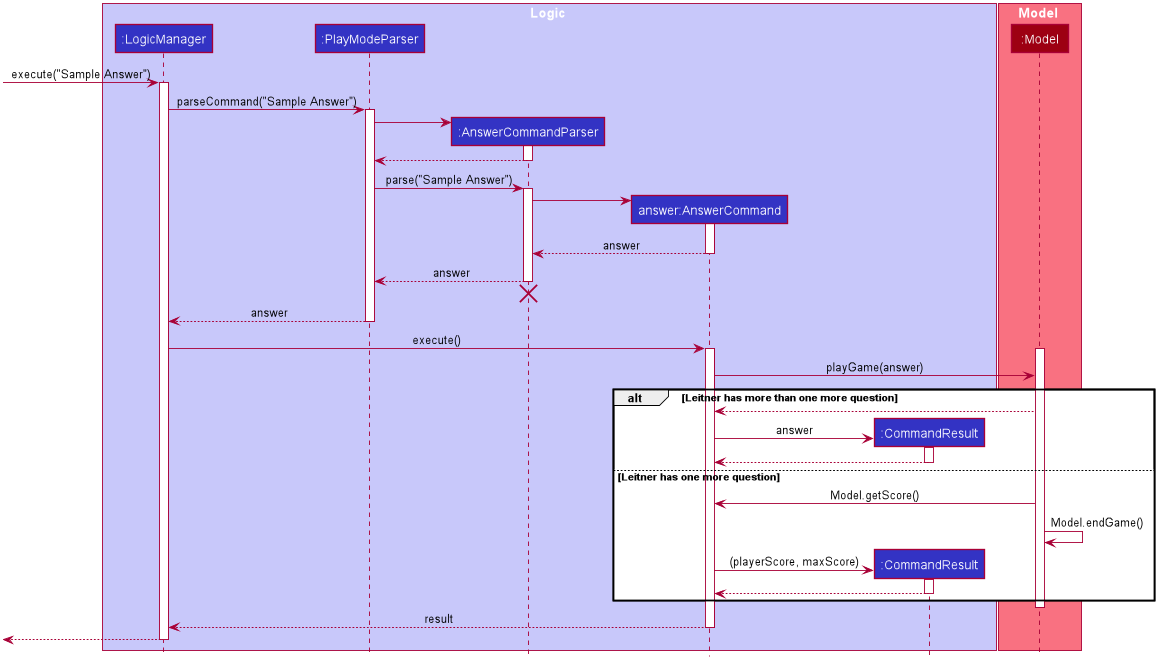 Logic
Model
:LogicManager
:PlayModeParser
:Model
execute("Sample Answer")
parseCommand("Sample Answer")
:AnswerCommandParser
parse("Sample Answer")
answer:AnswerCommand
answer
answer
answer
execute()
playGame(answer)
alt
[Leitner has more than one more question]
answer
:CommandResult
[Leitner has one more question]
Model.getScore()
Model.endGame()
(playerScore, maxScore)
:CommandResult
result